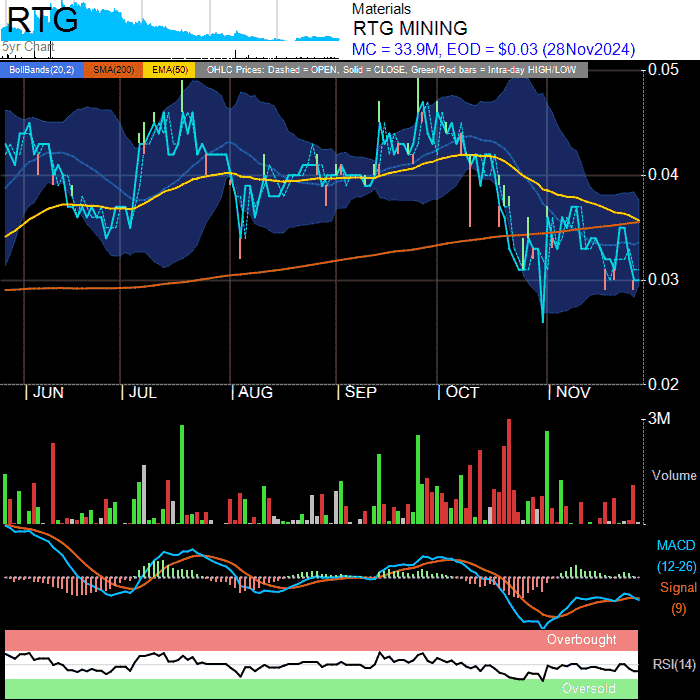 RTG
5yr Chart
Materials
RTG MINING
MC = 33.9M, EOD = $0.03 (28Nov2024)
BollBands(20,2) SMA(200) EMA(50) OHLC Prices: Dashed = OPEN, Solid = CLOSE, Green/Red bars = Intra-day HIGH/LOW
0.05
0.04
0.03
0.02
JUN JUL AUG SEP OCT NOV
3M
Volume
MACD
(12-26)
Signal
(9)
Overbought
RSI(14)
Oversold